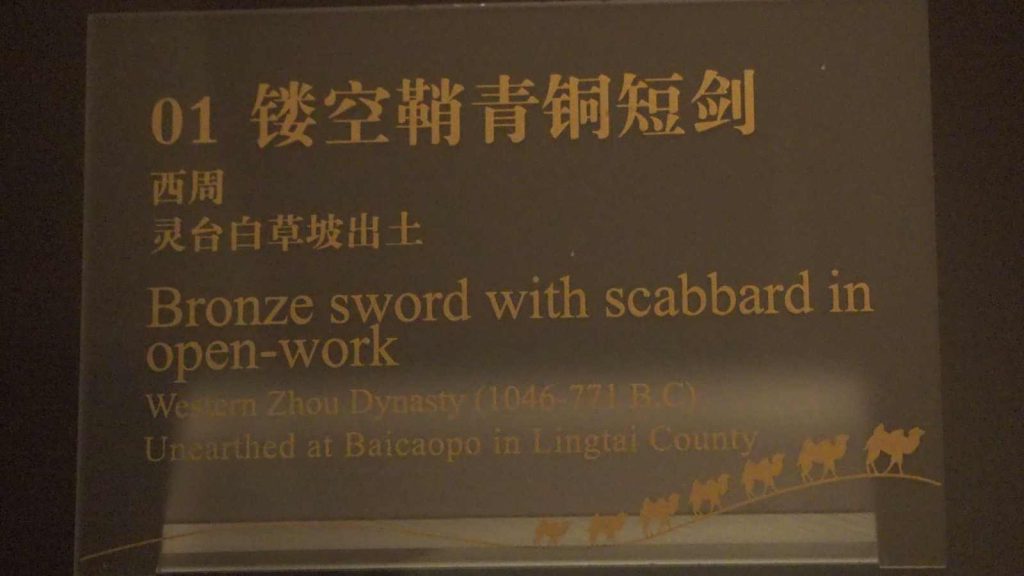 01 镂空鞘青铜短剑
西周
灵台白草坡出土
Bronze sword with scabbard in
open-work
Western Zhou Dynasty (1046-771 B.C)
Unearthed at Baicaopo in Lingtai County